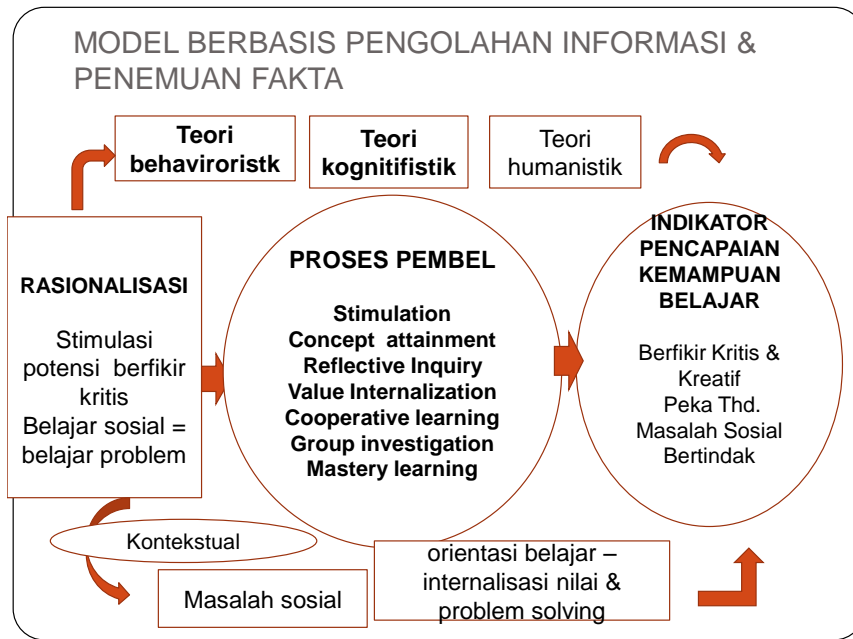 MODEL BERBASIS PENGOLAHAN INFORMASI &
PENEMUAN FAKTA
Teori
behaviroristk
Teori
kognitifistik
Teori
humanistik
RASIONALISASI
Stimulasi
potensi berfikir
kritis
Belajar sosial =
belajar problem
PROSES PEMBEL
Stimulation
Concept attainment
Reflective Inquiry
Value Internalization
Cooperative learning
Group investigation
Mastery learning
INDIKATOR
PENCAPAIAN
KEMAMPUAN
BELAJAR
Berfikir Kritis &
Kreatif
Peka Thd.
Masalah Sosial
Bertindak
Kontekstual
Masalah sosial
orientasi belajar –
internalisasi nilai &
problem solving